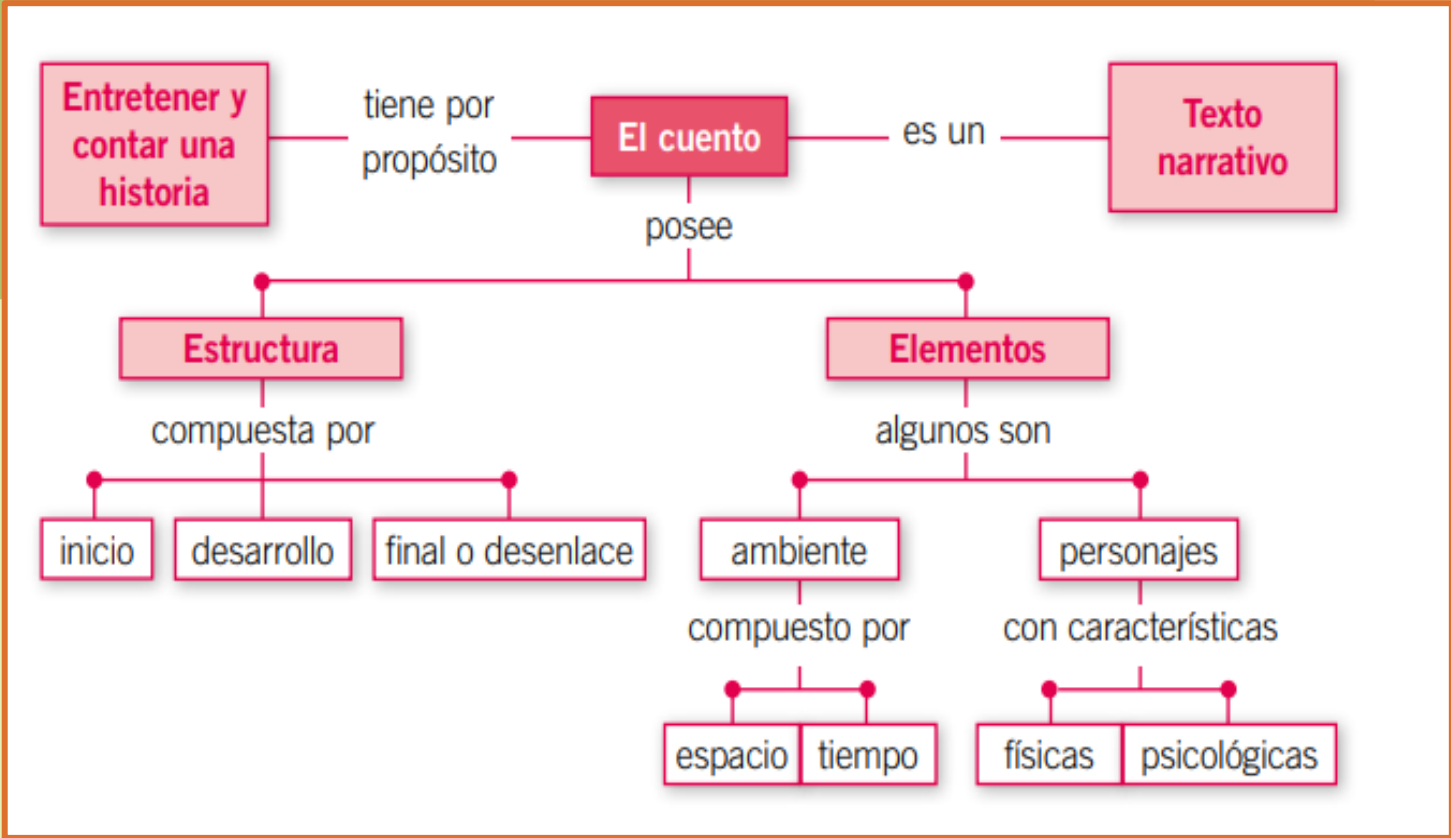 Entretener y
contar una
historia
tiene por
propósito
El cuento
es un
Texto
narrativo
posee
Estructura
Elementos
compuesta por
algunos son
inicio
desarrollo
final o desenlace
ambiente
personajes
compuesto por
con características
espacio
tiempo
físicas
psicológicas